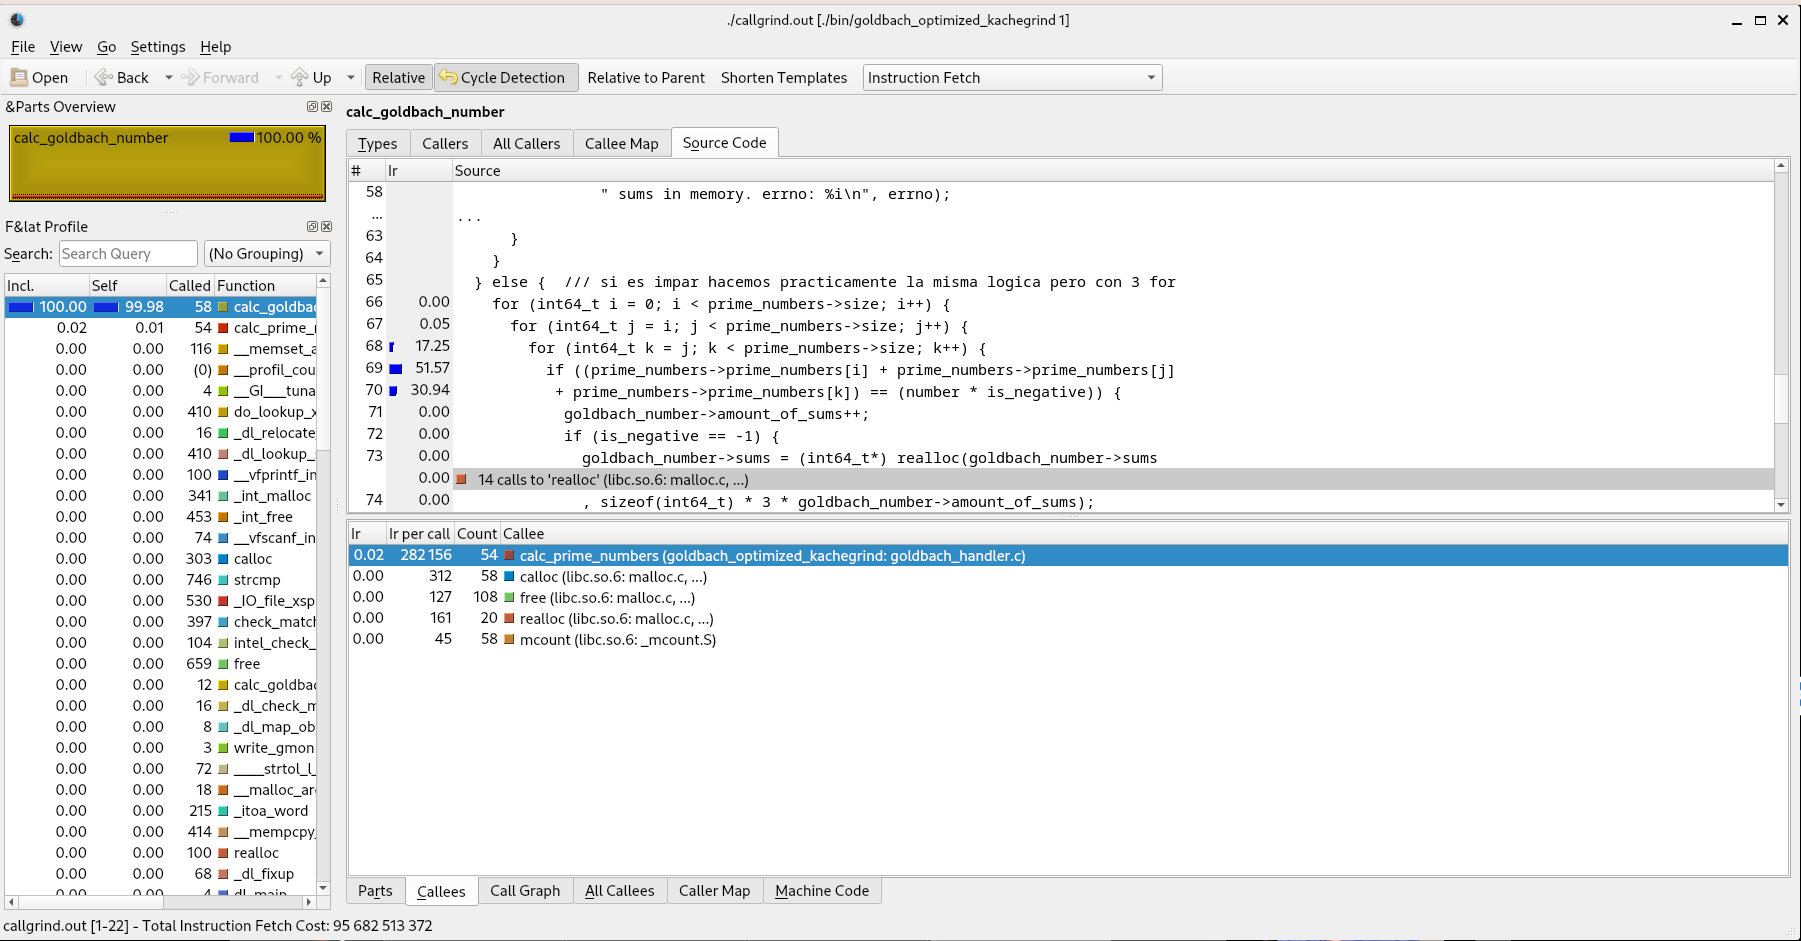 ./callgrind.out [./bin/goldbach_optimized_kachegrind 1]
File View Go Settings Help
Open Back Forward Up Relative Cycle Detection Relative to Parent Shorten Templates Instruction Fetch
&Parts Overview
calc_goldbach_number 100.00 %
F&lat Profile
Search: Search Query (No Grouping)
Incl. Self Called Function
100.00 99.98 58 calc_goldbac
0.02 0.01 54 calc_prime_r
0.00 0.00 116 __memset_a
0.00 0.00 (0) __profil_cou
0.00 0.00 4 __GI___tuna
0.00 0.00 410 do_lookup_x
0.00 0.00 16 _dl_relocate
0.00 0.00 410 _dl_lookup_
0.00 0.00 100 __vfprintf_in
0.00 0.00 341 _int_malloc
0.00 0.00 453 _int_free
0.00 0.00 74 __vfscanf_in
0.00 0.00 303 calloc
0.00 0.00 746 strcmp
0.00 0.00 530 _IO_file_xsp
0.00 0.00 397 check_match
0.00 0.00 104 intel_check_
0.00 0.00 659 free
0.00 0.00 12 calc_goldbac
0.00 0.00 16 _dl_check_m
0.00 0.00 8 _dl_map_ob
0.00 0.00 3 write_gmon
0.00 0.00 72 ____strtol_l_
0.00 0.00 18 __malloc_are
0.00 0.00 215 _itoa_word
0.00 0.00 414 __mempcpy_
0.00 0.00 100 realloc
0.00 0.00 68 _dl_fixup
0.00 0.00 4 dl_main
calc_goldbach_number
Types Callers All Callers Callee Map Source Code
# Ir Source
58 " sums in memory. errno: %i\n", errno);
... ...
63 }
64 }
65 } else { /// si es impar hacemos practicamente la misma logica pero con 3 for
66 0.00 for (int64_t i = 0; i < prime_numbers->size; i++) {
67 0.05 for (int64_t j = i; j < prime_numbers->size; j++) {
68 17.25 for (int64_t k = j; k < prime_numbers->size; k++) {
69 51.57 if ((prime_numbers->prime_numbers[i] + prime_numbers->prime_numbers[j]
70 30.94 + prime_numbers->prime_numbers[k]) == (number * is_negative)) {
71 0.00 goldbach_number->amount_of_sums++;
72 0.00 if (is_negative == -1) {
73 0.00 goldbach_number->sums = (int64_t*) realloc(goldbach_number->sums
0.00 14 calls to 'realloc' (libc.so.6: malloc.c, ...)
74 0.00 , sizeof(int64_t) * 3 * goldbach_number->amount_of_sums);
Ir Ir per call Count Callee
0.02 282 156 54 calc_prime_numbers (goldbach_optimized_kachegrind: goldbach_handler.c)
0.00 312 58 calloc (libc.so.6: malloc.c, ...)
0.00 127 108 free (libc.so.6: malloc.c, ...)
0.00 161 20 realloc (libc.so.6: malloc.c, ...)
0.00 45 58 mcount (libc.so.6: _mcount.S)
Parts Callees Call Graph All Callees Caller Map Machine Code
callgrind.out [1-22] - Total Instruction Fetch Cost: 95 682 513 372